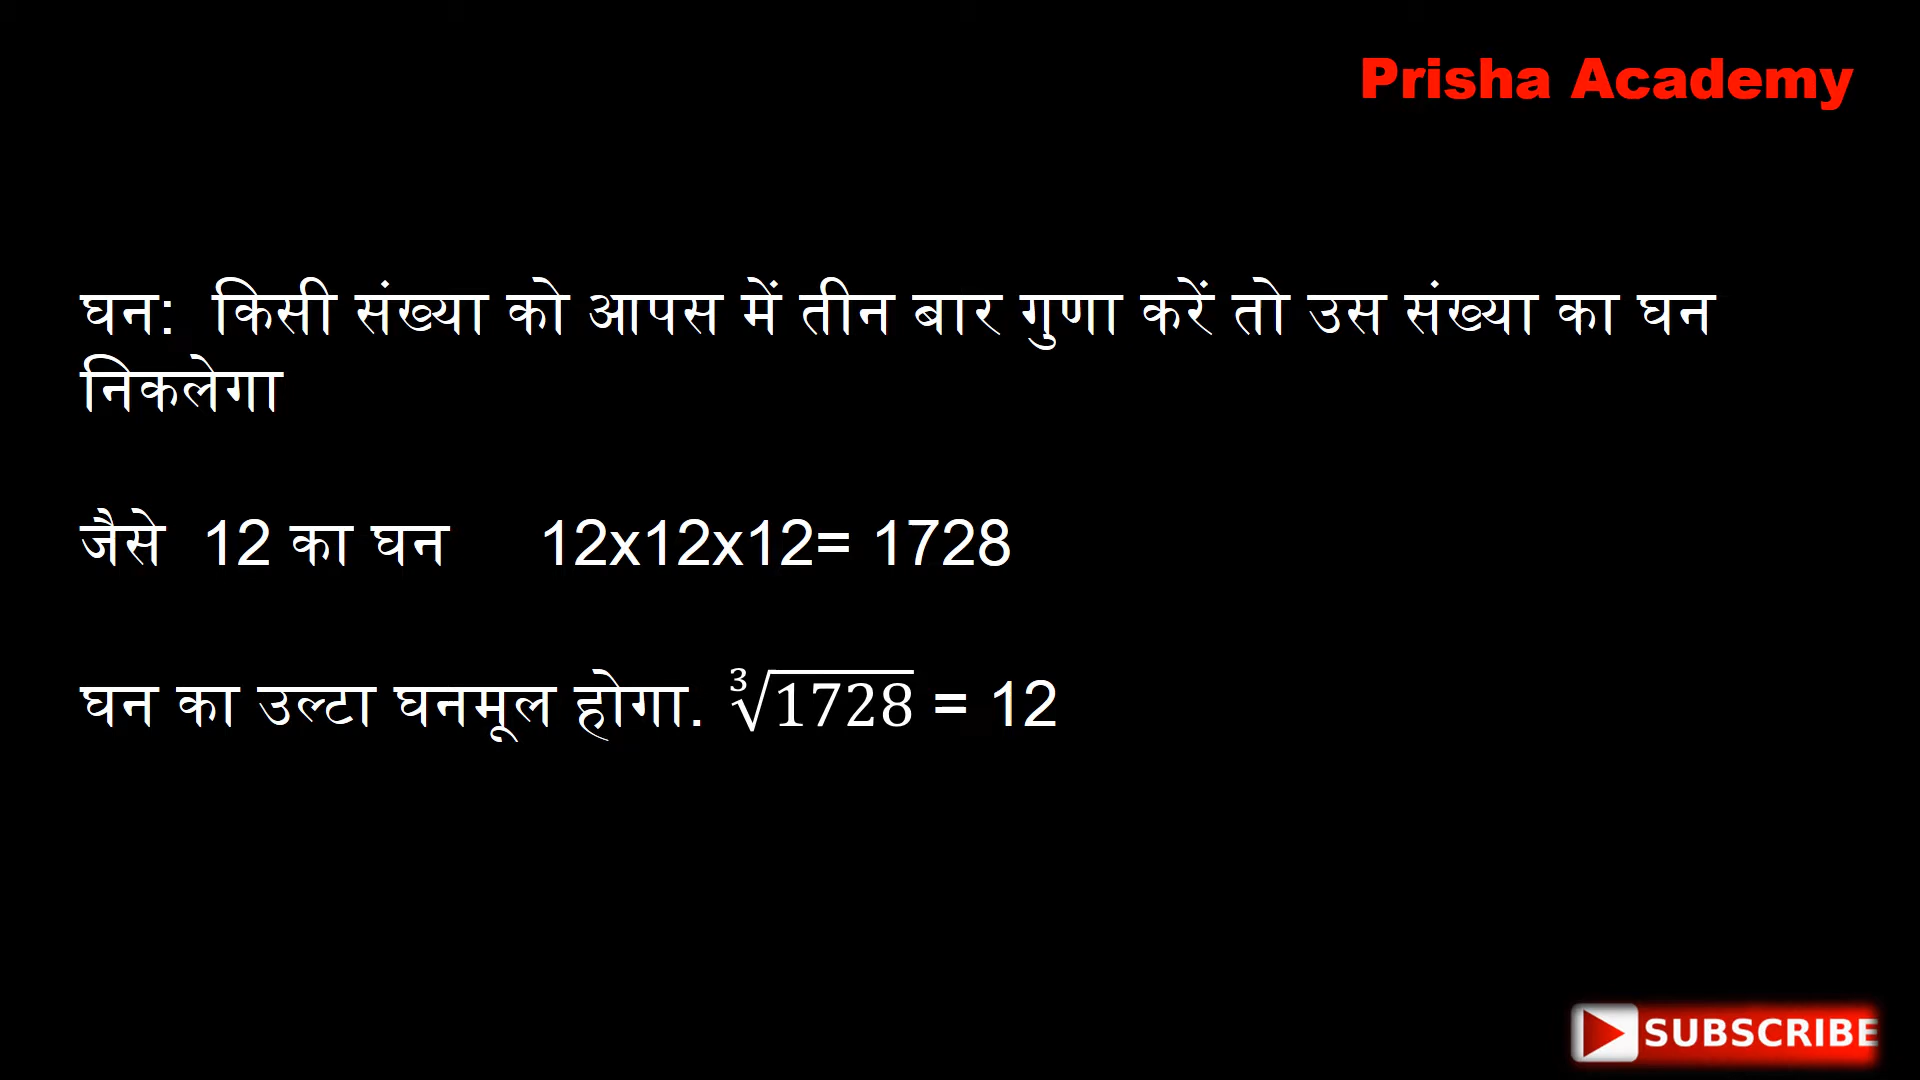 Prisha Academy
घन: किसी संख्या को आपस में तीन बार गुणा करें तो उस संख्या का घन
निकलेगा
जैसे 12 का घन 12x12x12= 1728
घन का उल्टा घनमूल होगा. ∛1728 = 12
SUBSCRIBE